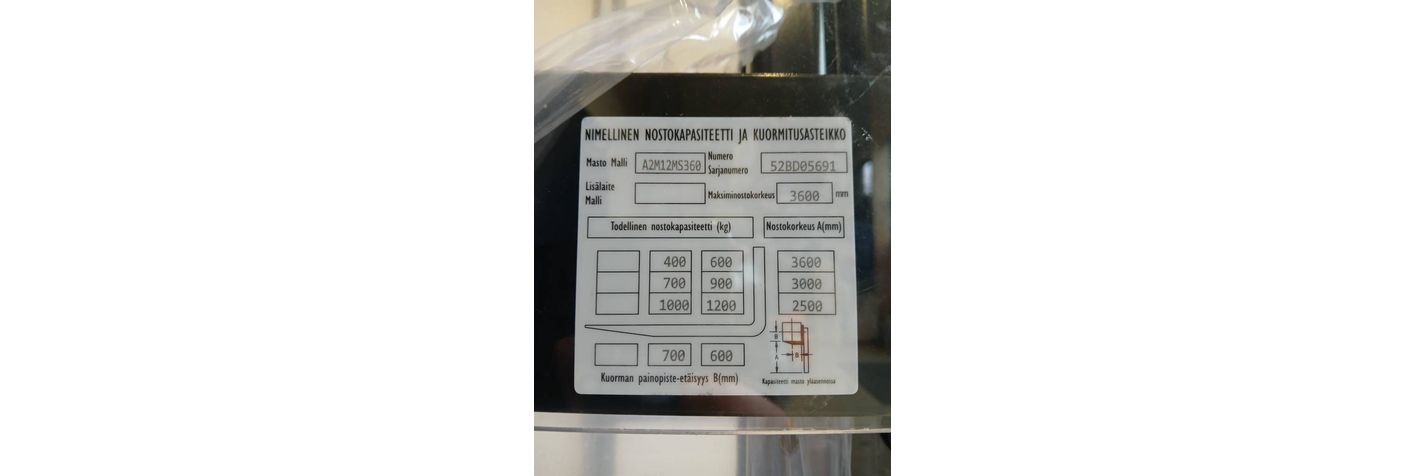 NIMELLINEN NOSTOKAPASITEETTI JA KUORMITUSASTEIKKO
Masto Malli A2M12MS360 Numero Sarjanumero 52BD05691
Lisälaite Malli Maksiminostokorkeus 3600 mm
Todellinen nostokapasiteetti (kg) Nostokorkeus A(mm)
400 600 3600
700 900 3000
1000 1200 2500
B
A
B
700 600
Kuorman painopiste-etäisyys B(mm)
Kapasiteetti masto yläasennossa